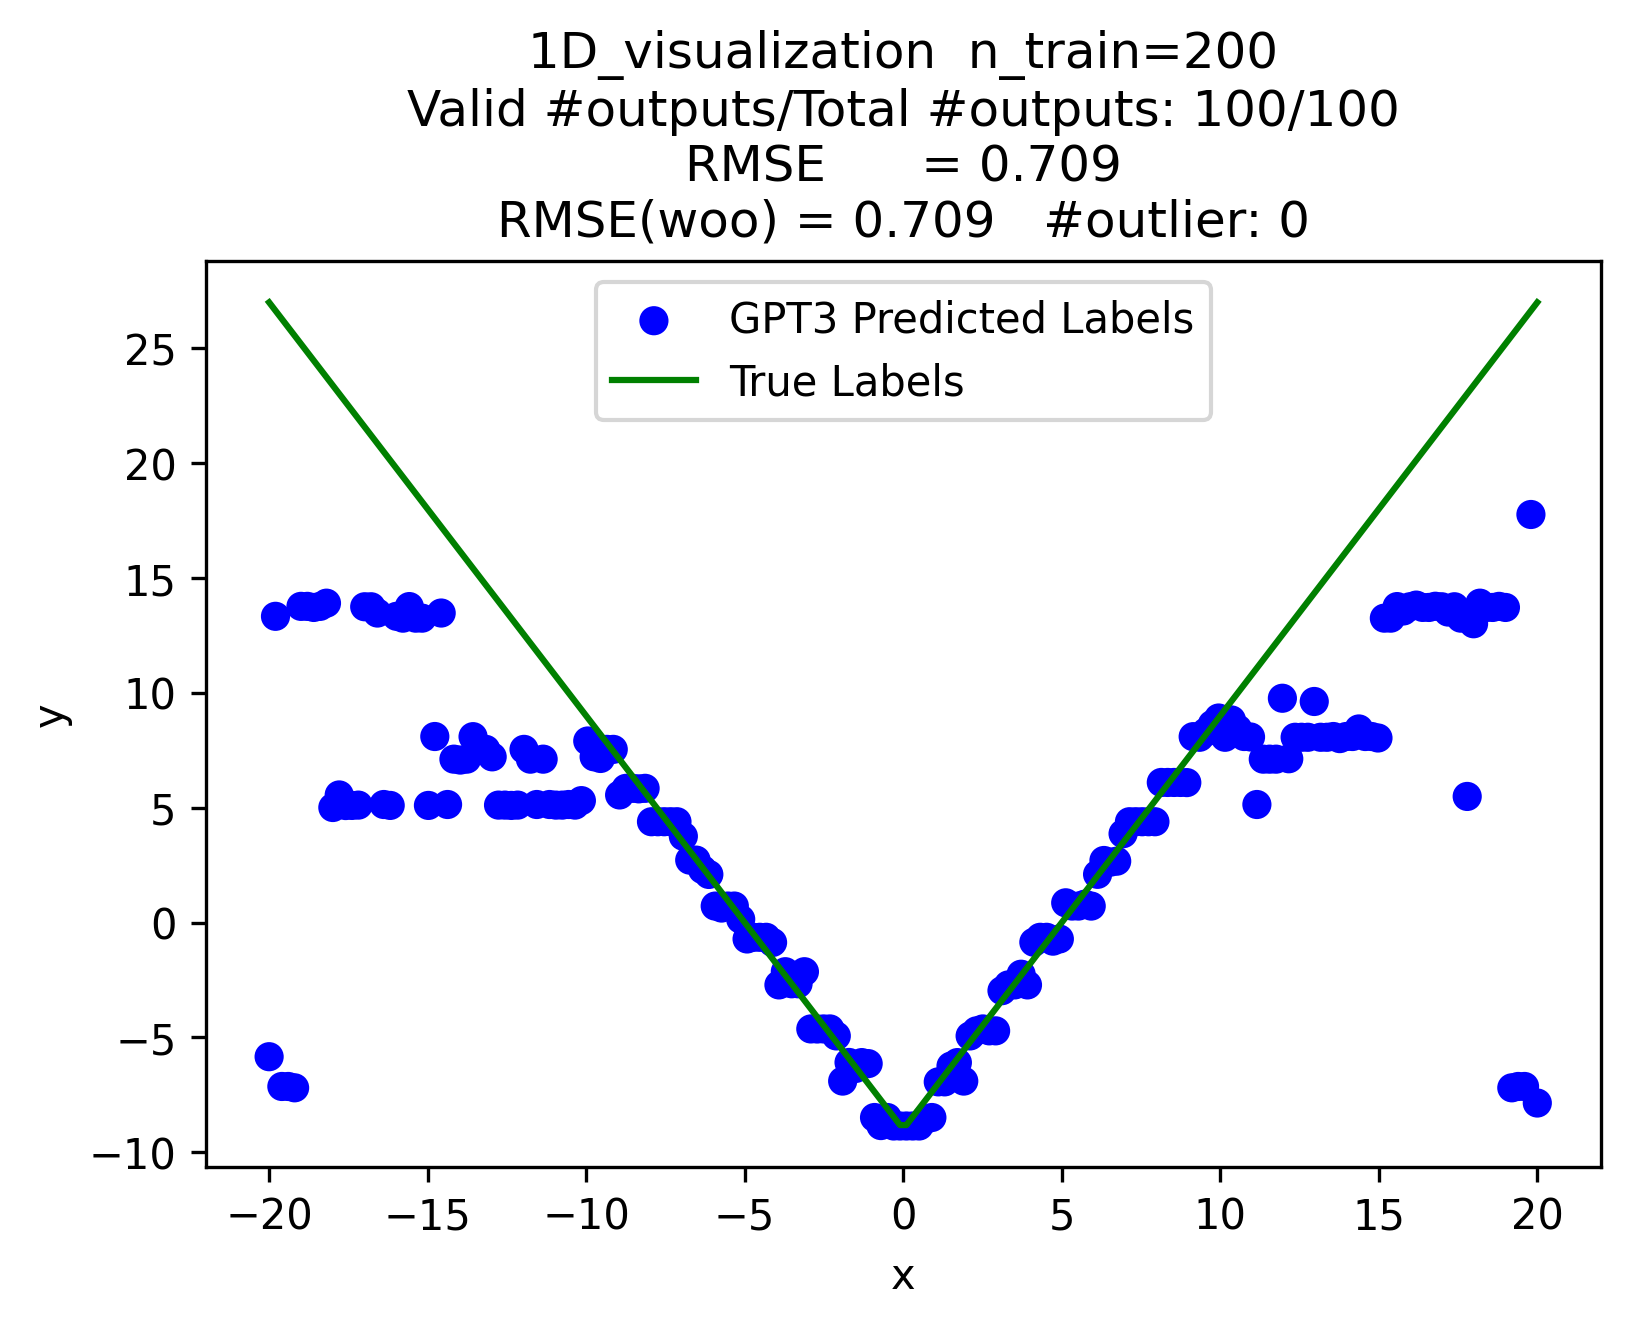 1D_visualization  n_train=200
Valid #outputs/Total #outputs: 100/100
RMSE      = 0.709
RMSE(woo) = 0.709   #outlier: 0
GPT3 Predicted Labels
True Labels
25
20
15
10
5
0
−5
−10
y
−20 −15 −10 −5 0 5 10 15 20
x